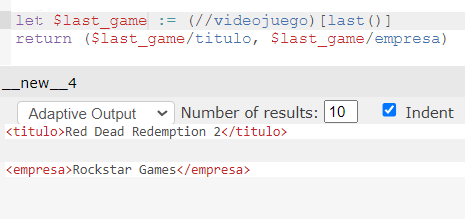 let $last_game := (//videojuego)[last()]
return ($last_game/titulo, $last_game/empresa)
__new__4
Adaptive Output Number of results: 10 Indent
<titulo>Red Dead Redemption 2</titulo>
<empresa>Rockstar Games</empresa>